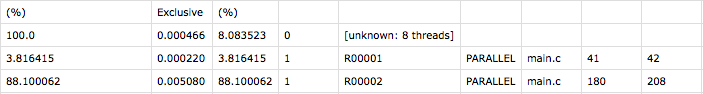 (%) Exclusive (%)
100.0 0.000466 8.083523 0 [unknown: 8 threads]
3.816415 0.000220 3.816415 1 R00001 PARALLEL main.c 41 42
88.100062 0.005080 88.100062 1 R00002 PARALLEL main.c 180 208